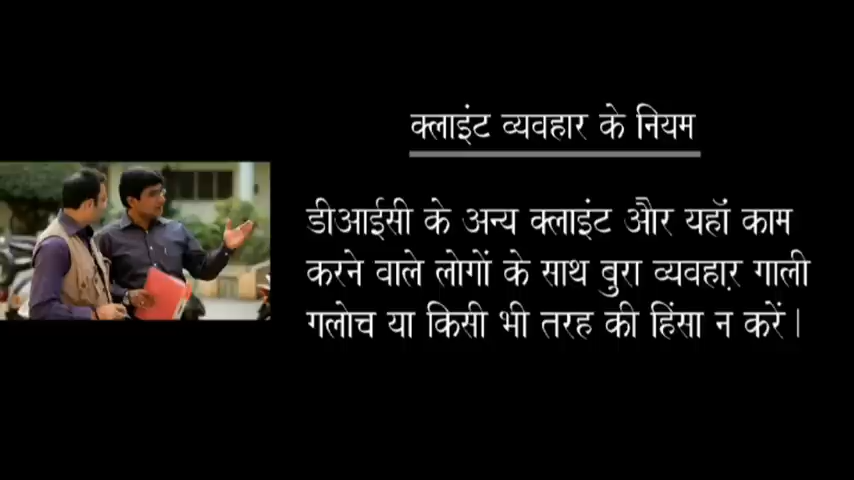 क्लाइंट व्यवहार के नियम
डीआईसी के अन्य क्लाइंट और यहॉ काम
करने वाले लोगों के साथ बुरा व्यवहा़र गाली
गलोच या किसी भी तरह की हिंसा न करें।